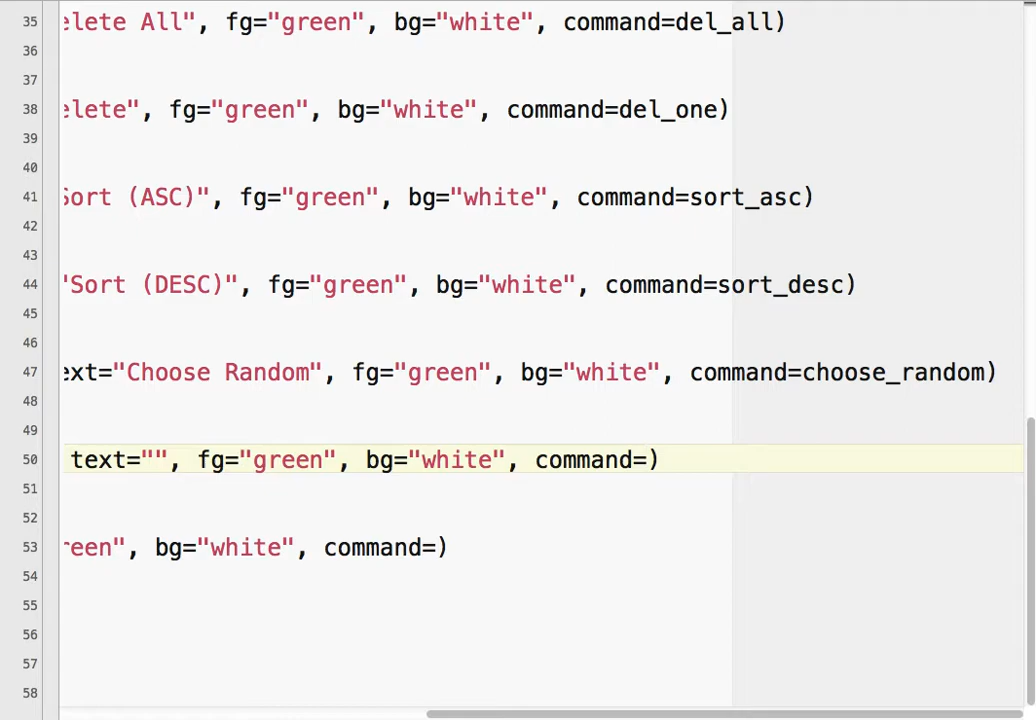 35 elete All", fg="green", bg="white", command=del_all)
36
37
38 elete", fg="green", bg="white", command=del_one)
39
40
41 Sort (ASC)", fg="green", bg="white", command=sort_asc)
42
43
44 "Sort (DESC)", fg="green", bg="white", command=sort_desc)
45
46
47 ext="Choose Random", fg="green", bg="white", command=choose_random)
48
49
50 text="", fg="green", bg="white", command=)
51
52
53 reen", bg="white", command=)
54
55
56
57
58